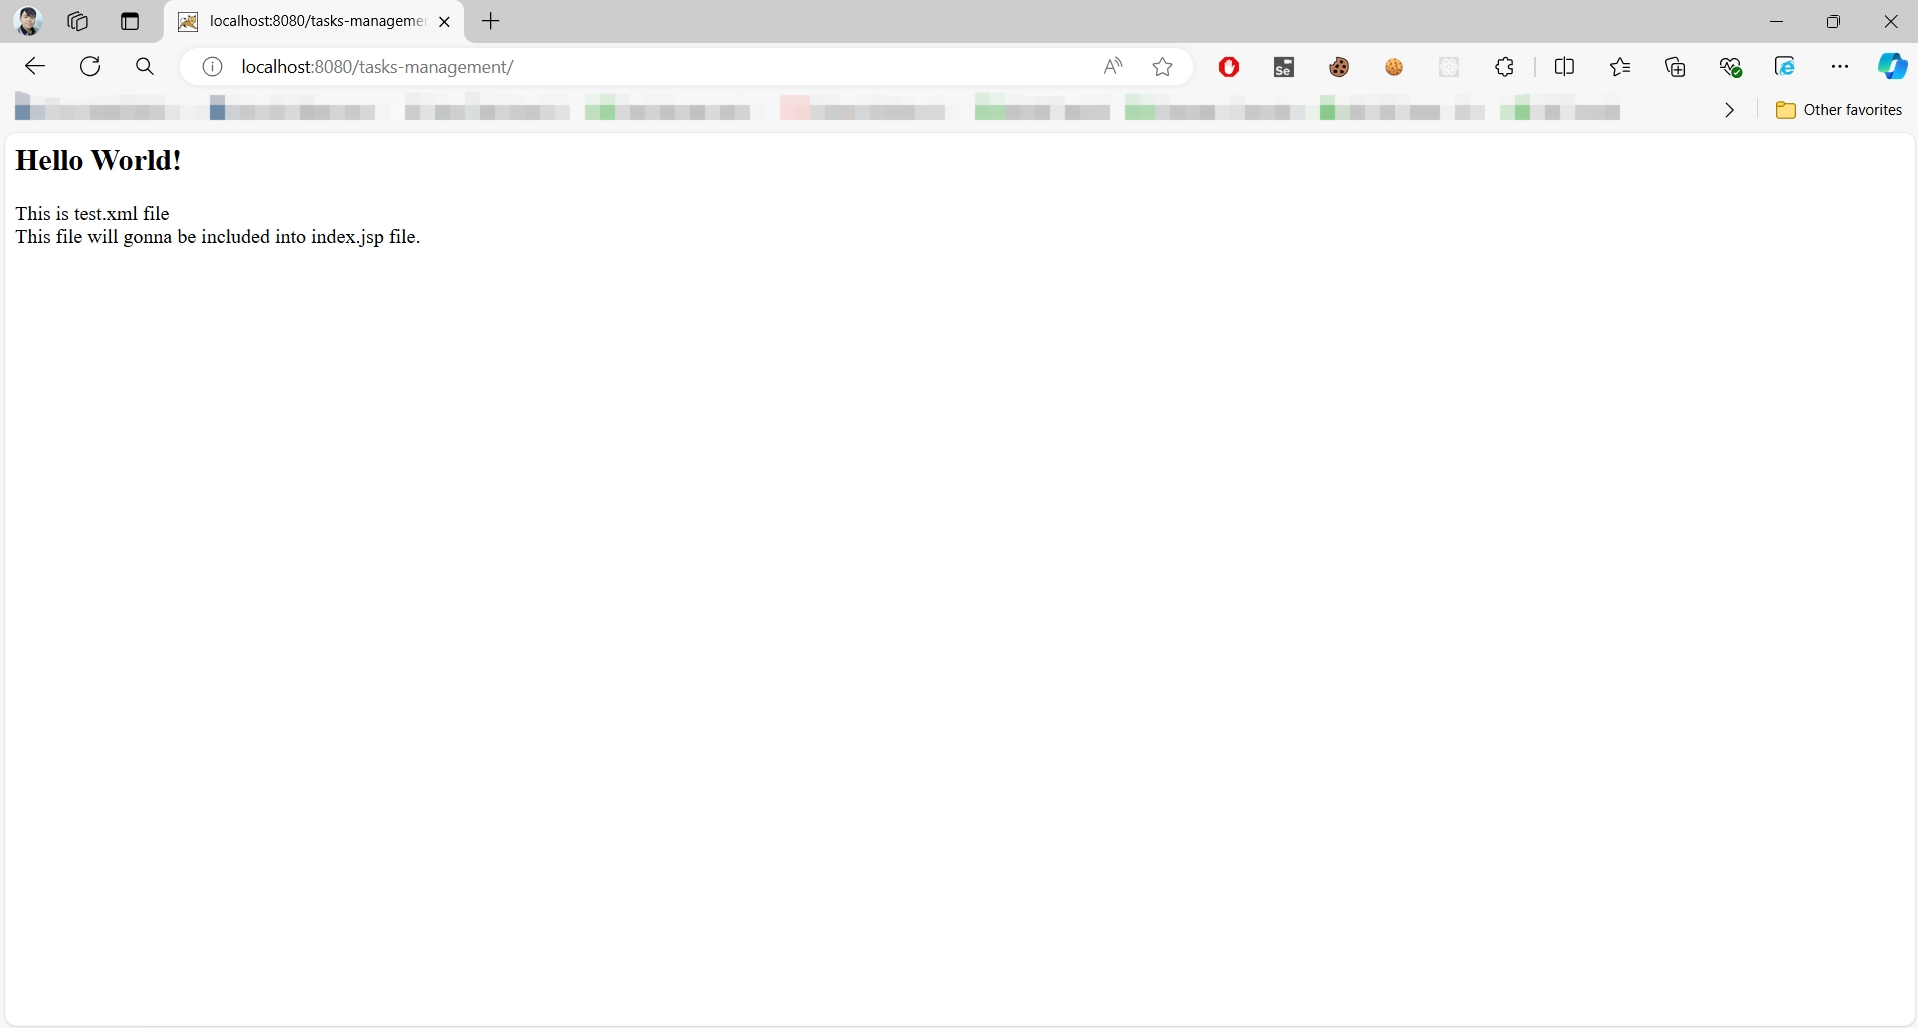 localhost:8080/tasks-manageme
localhost:8080/tasks-management/
A
Se
Other favorites
Hello World!
This is test.xml file
This file will gonna be included into index.jsp file.